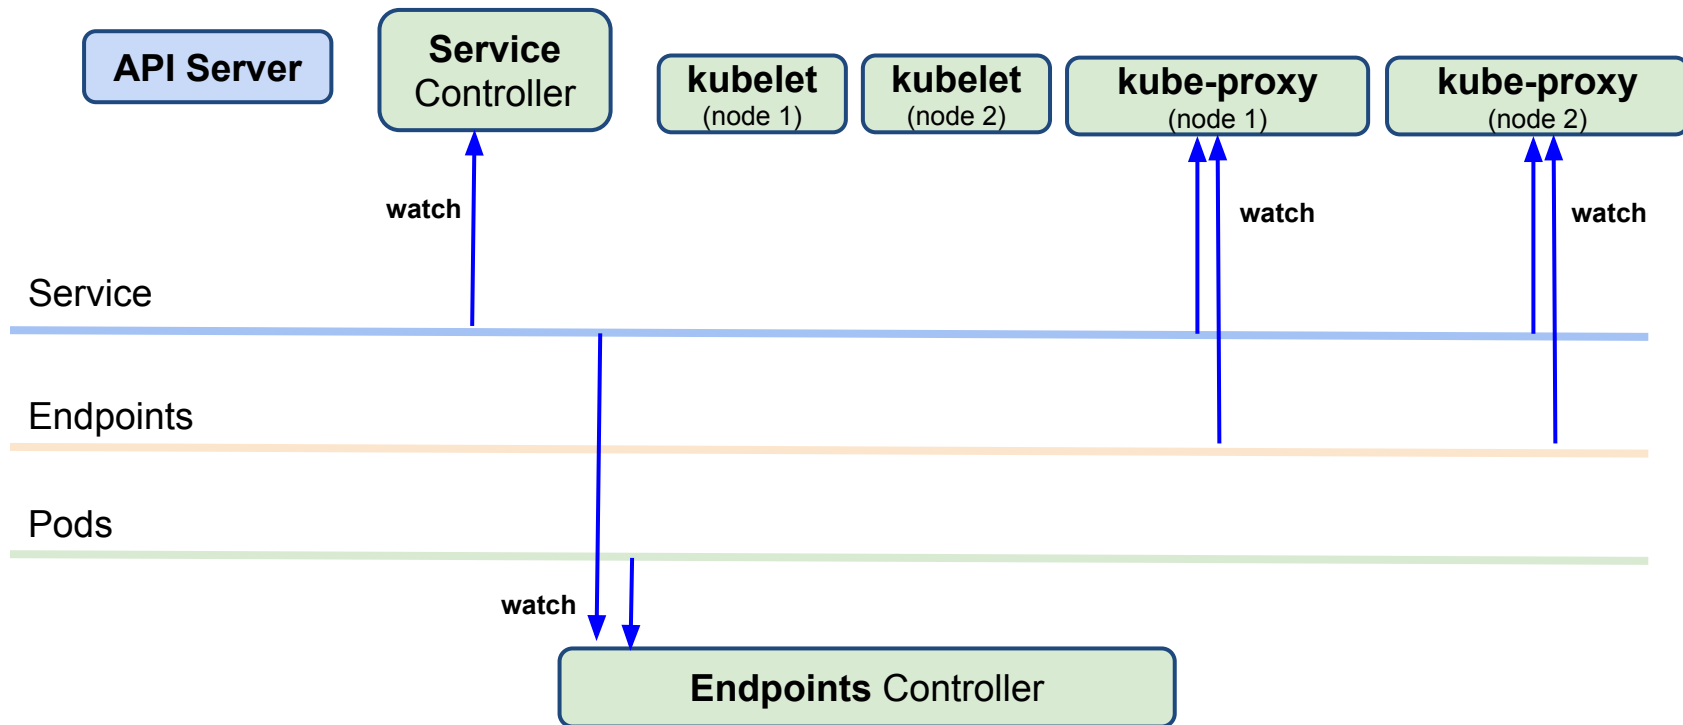 API Server
Service
Controller
kubelet
(node 1)
kubelet
(node 2)
kube-proxy
(node 1)
kube-proxy
(node 2)
watch
watch
watch
Service
Endpoints
Pods
watch
Endpoints Controller